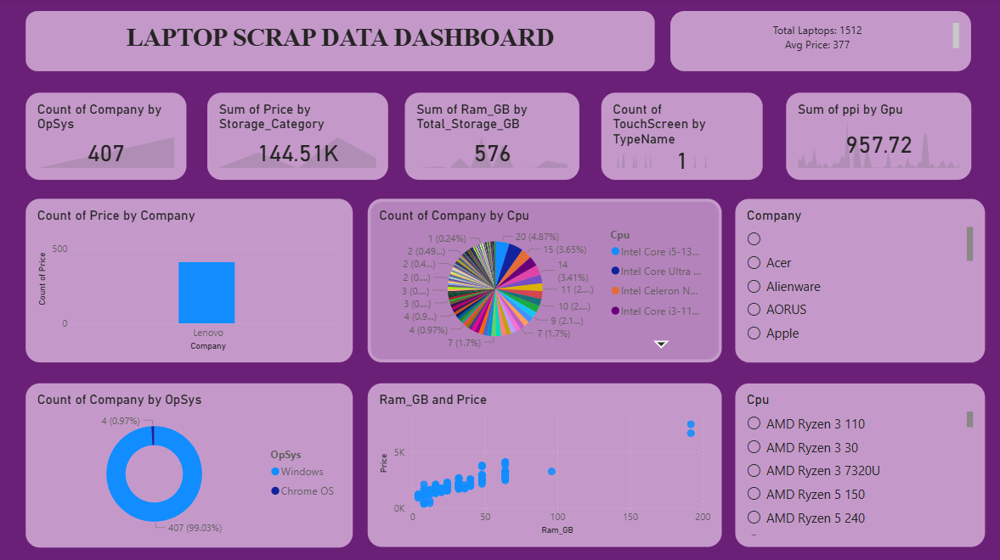 LAPTOP SCRAP DATA DASHBOARD
Total Laptops: 1512
Avg Price: 377
Count of Company by
OpSys
407
Sum of Price by
Storage_Category
144.51K
Sum of Ram_GB by
Total_Storage_GB
576
Count of
TouchScreen by
TypeName
1
Sum of ppi by Gpu
957.72
Count of Price by Company
Count of Price
500
0
Lenovo
Company
Count of Company by Cpu
20 (4.87%)
15 (3.65%)
14
(3.41%)
11 (2....)
10 (2....)
9 (2.1...)
7 (1.7%)
7 (1.7%)
4 (0.97%)
4 (0.9...)
3 (0....)
3 (0....)
2 (0....)
2 (0.4...)
2 (0.49...)
1 (0.24%)
Cpu
Intel Core i5-13...
Intel Core Ultra ...
Intel Celeron N...
Intel Core i3-11...
Company
Acer
Alienware
AORUS
Apple
Count of Company by OpSys
4 (0.97%)
407 (99.03%)
OpSys
Windows
Chrome OS
Ram_GB and Price
Price
5K
0K
0
50
100
150
200
Ram_GB
Cpu
AMD Ryzen 3 110
AMD Ryzen 3 30
AMD Ryzen 3 7320U
AMD Ryzen 5 150
AMD Ryzen 5 240